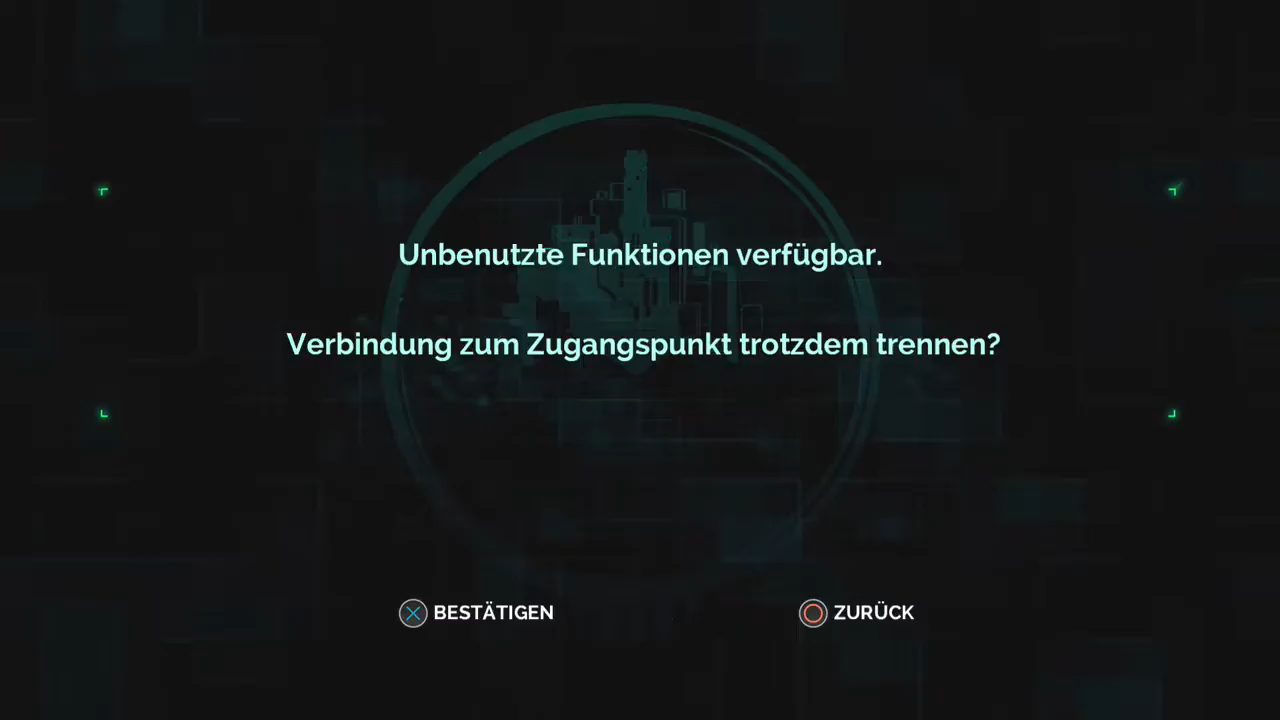 Unbenutzte Funktionen verfügbar.
Verbindung zum Zugangspunkt trotzdem trennen?
BESTÄTIGEN
ZURÜCK